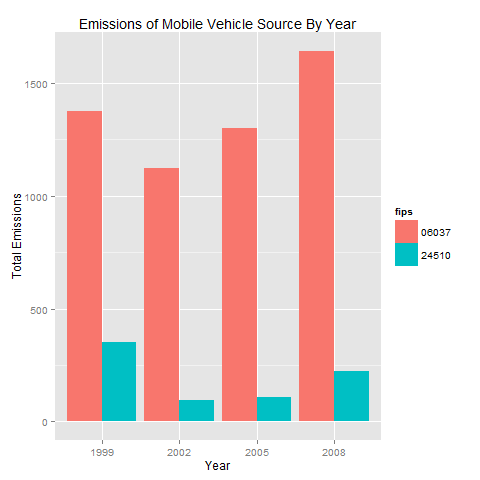 Emissions of Mobile Vehicle Source By Year
Total Emissions
1500
1000
500
0
1999 2002 2005 2008
Year
fips
06037
24510